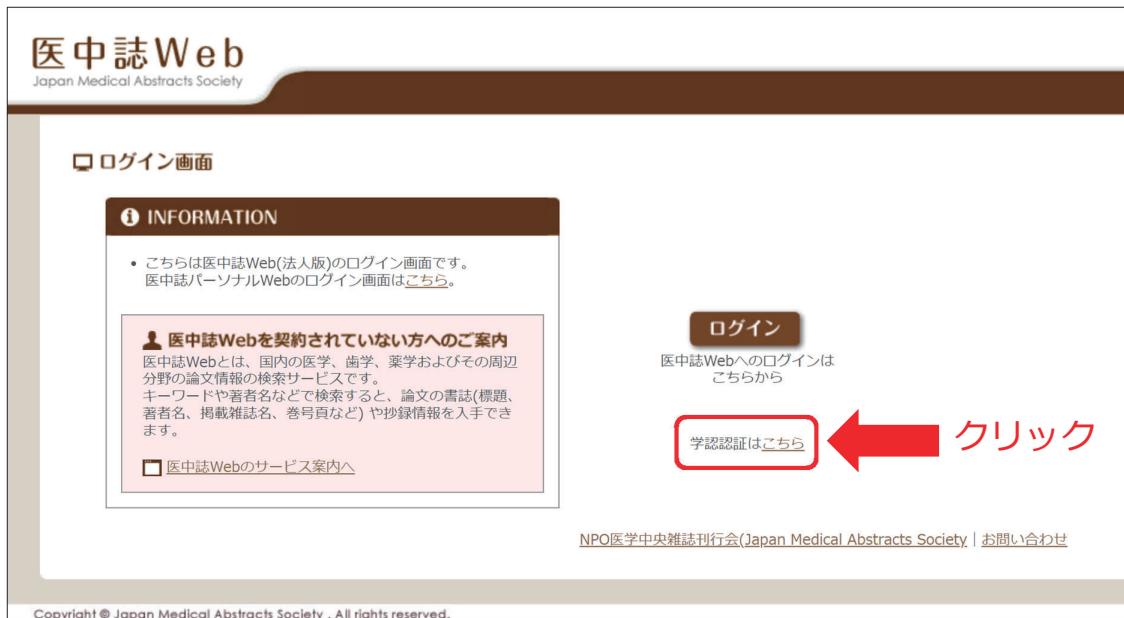 医中誌Web
Japan Medical Abstracts Society
ログイン画面
INFORMATION
• こちらは医中誌Web(法人版)のログイン画面です。
医中誌パーソナルWebのログイン画面はこちら。
医中誌Webを契約されていない方へのご案内
医中誌Webとは、国内の医学、歯学、薬学およびその周辺
分野の論文情報の検索サービスです。
キーワードや著者名などで検索すると、論文の書誌(標題、
著者名、掲載雑誌名、巻号頁など) や抄録情報を入手でき
ます。
医中誌Webのサービス案内へ
ログイン
医中誌Webへのログインは
こちらから
学認認証はこちら
クリック
NPO医学中央雑誌刊行会(Japan Medical Abstracts Society | お問い合わせ
Copyright © Japan Medical Abstracts Society . All rights reserved.